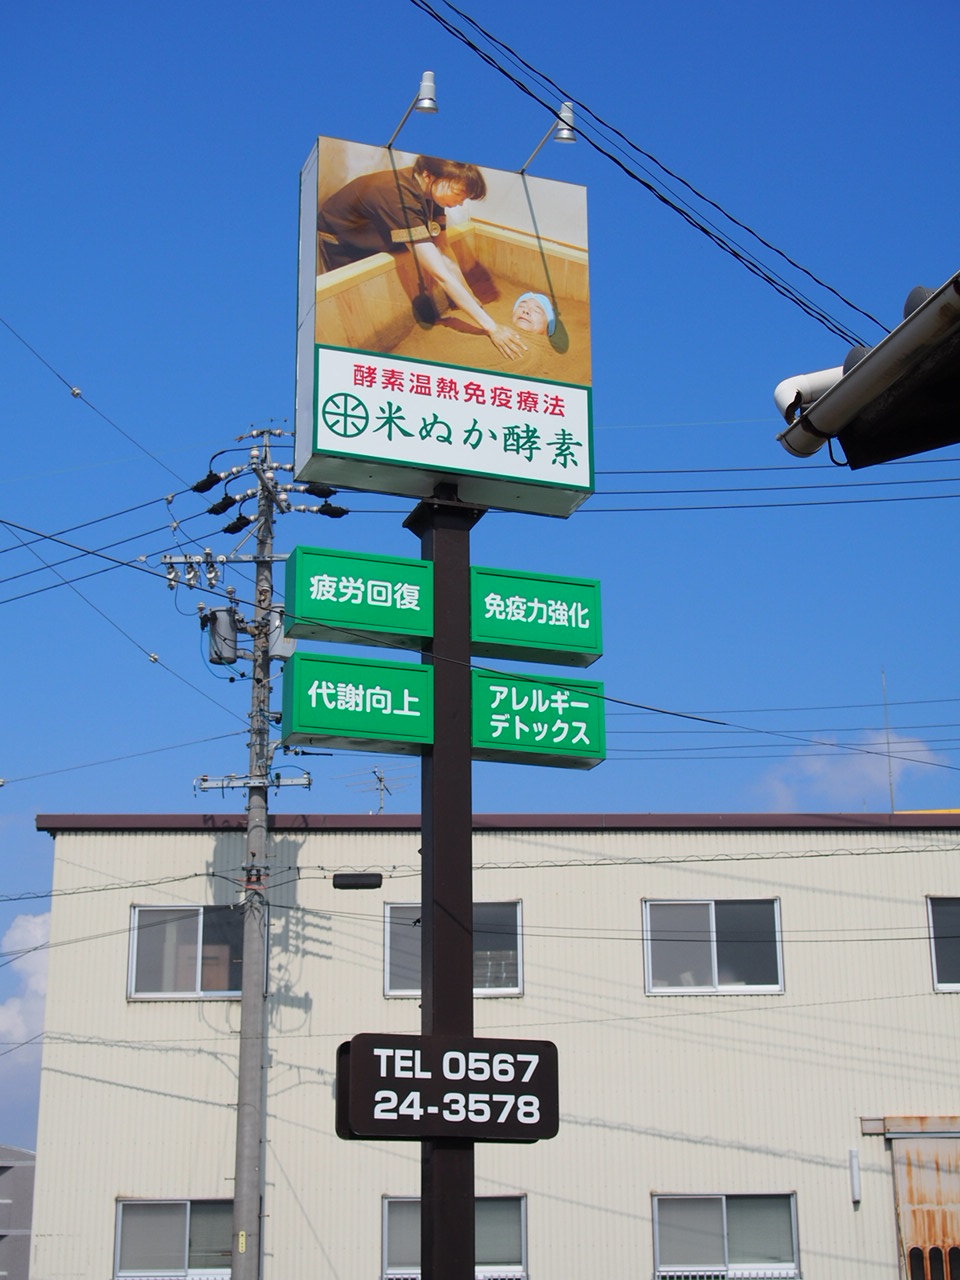 酵素温熱免疫療法
米ぬか酵素
疲労回復
免疫力強化
代謝向上
アレルギー
デトックス
TEL 0567
24-3578